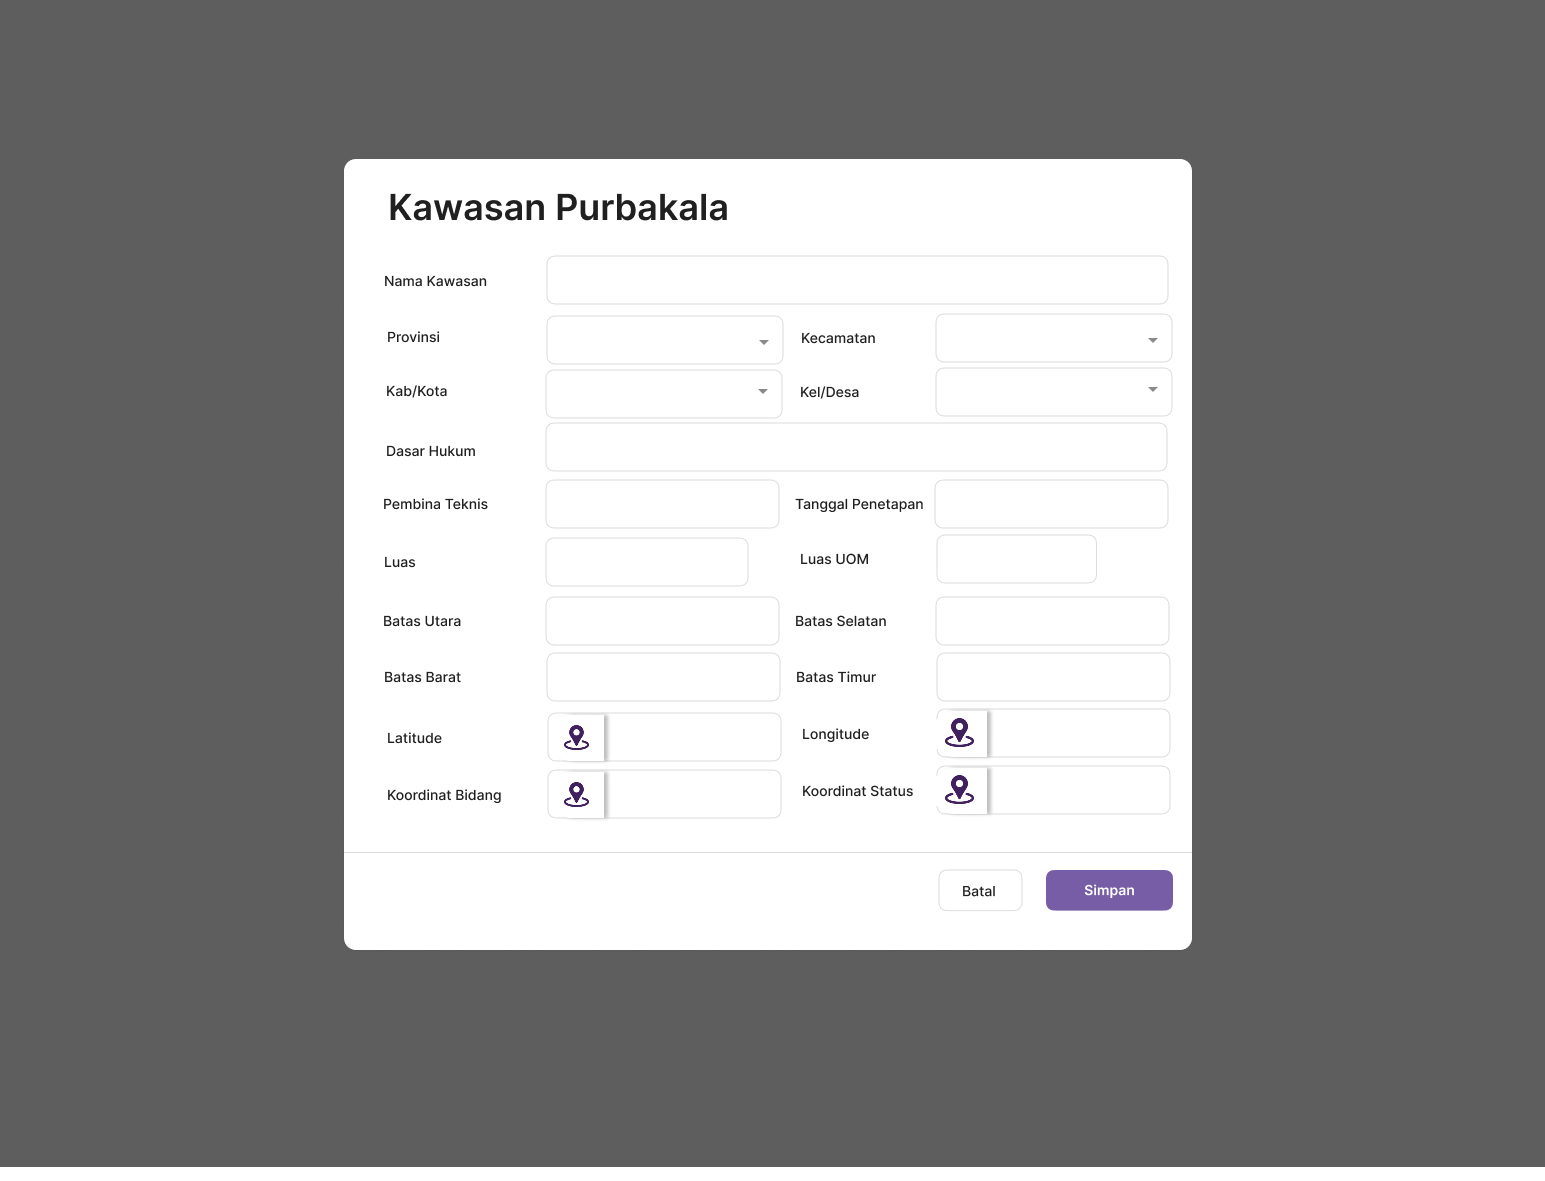 Kawasan Purbakala
Nama Kawasan
Provinsi
Kecamatan
Kab/Kota
Kel/Desa
Dasar Hukum
Pembina Teknis
Tanggal Penetapan
Luas
Luas UOM
Batas Utara
Batas Selatan
Batas Barat
Batas Timur
Latitude
Longitude
Koordinat Bidang
Koordinat Status
Batal
Simpan